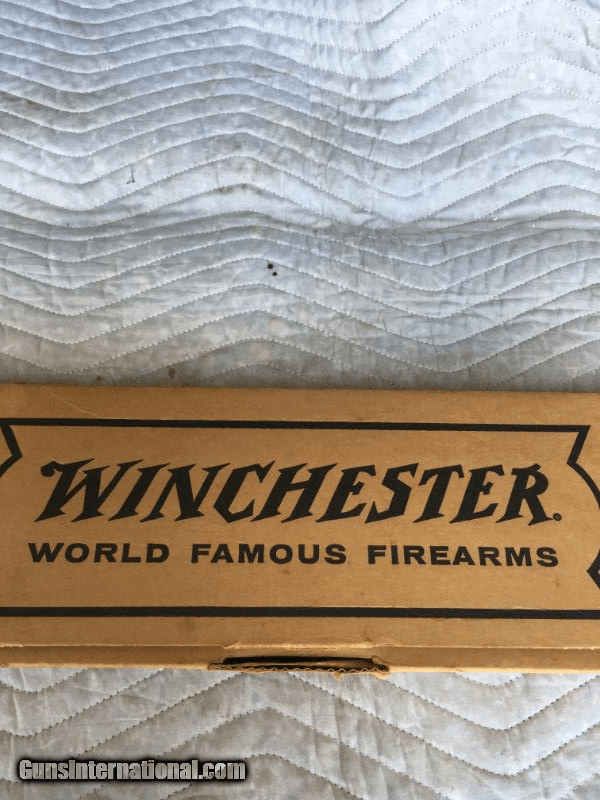 WINCHESTER®
WORLD FAMOUS FIREARMS
GunsInternational.com